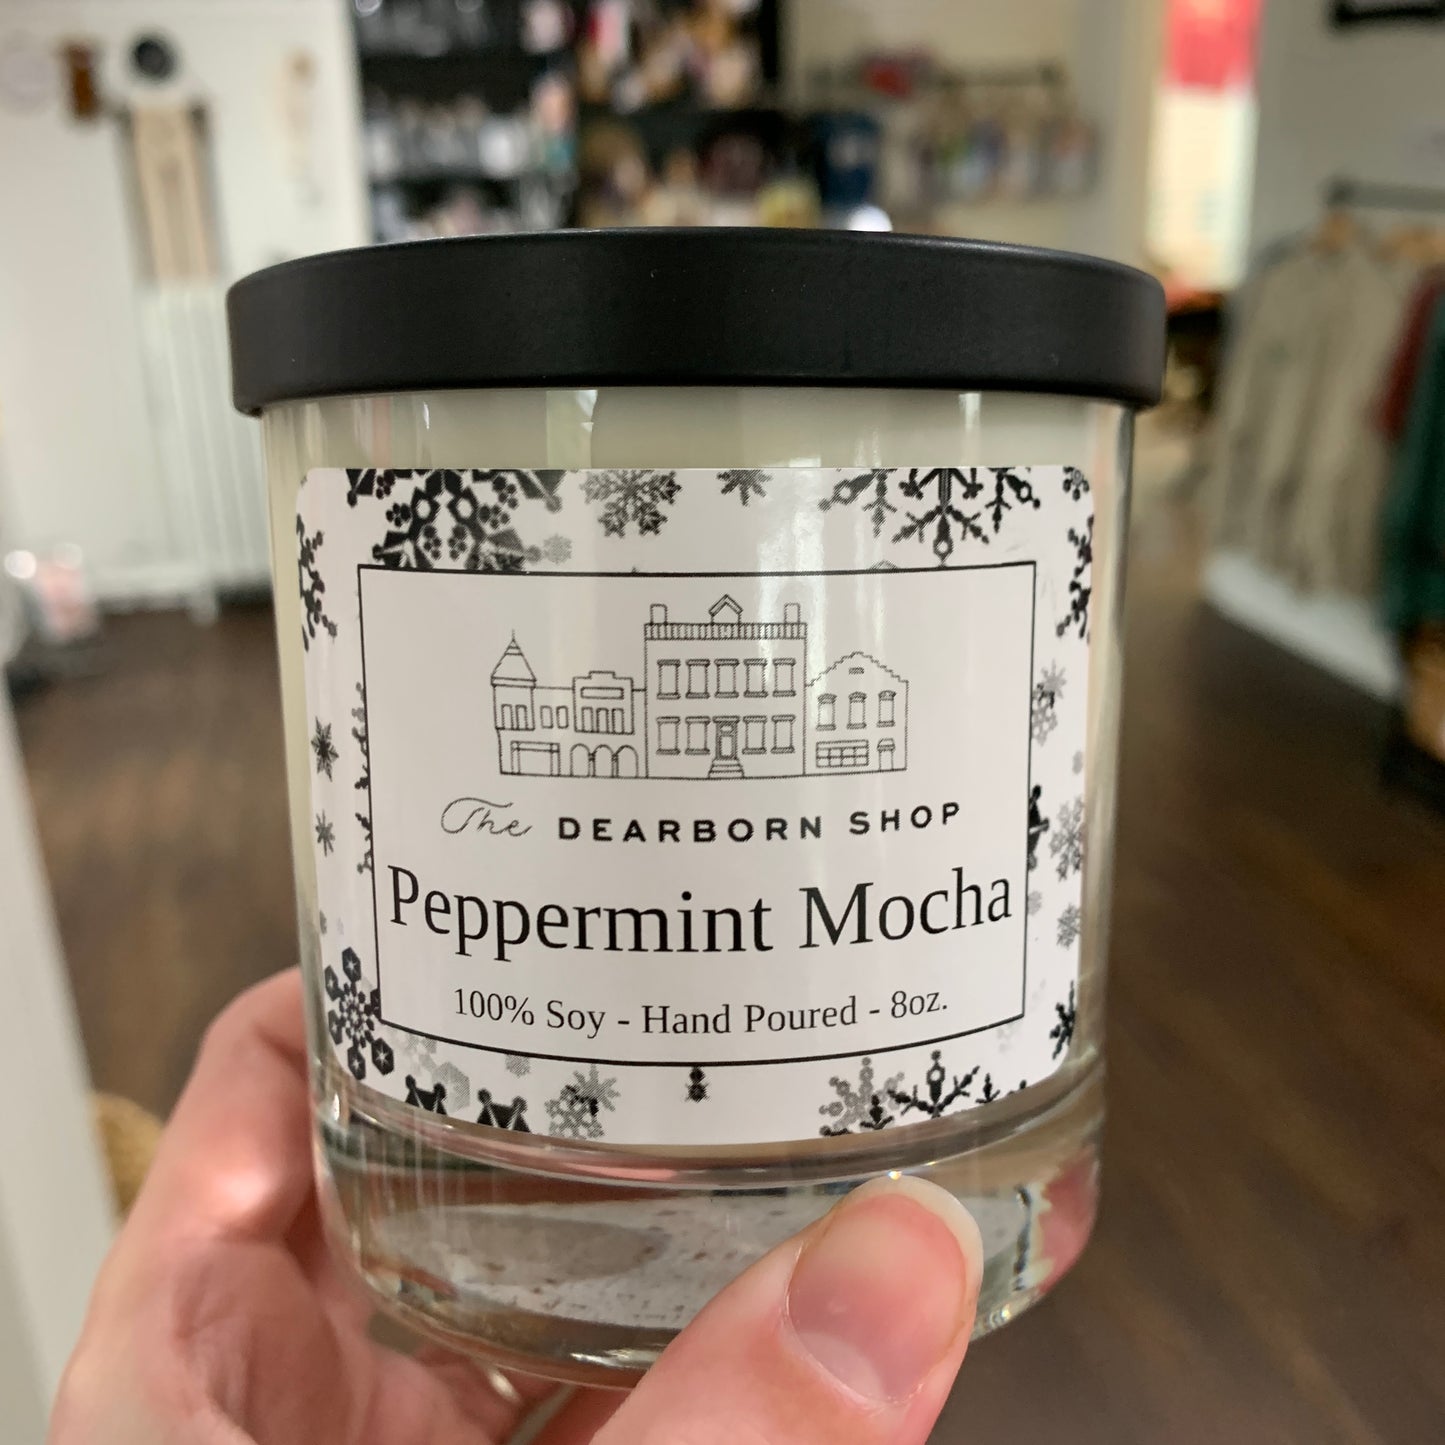 The DEARBORN SHOP
Peppermint Mocha
100% Soy - Hand Poured - 8oz.